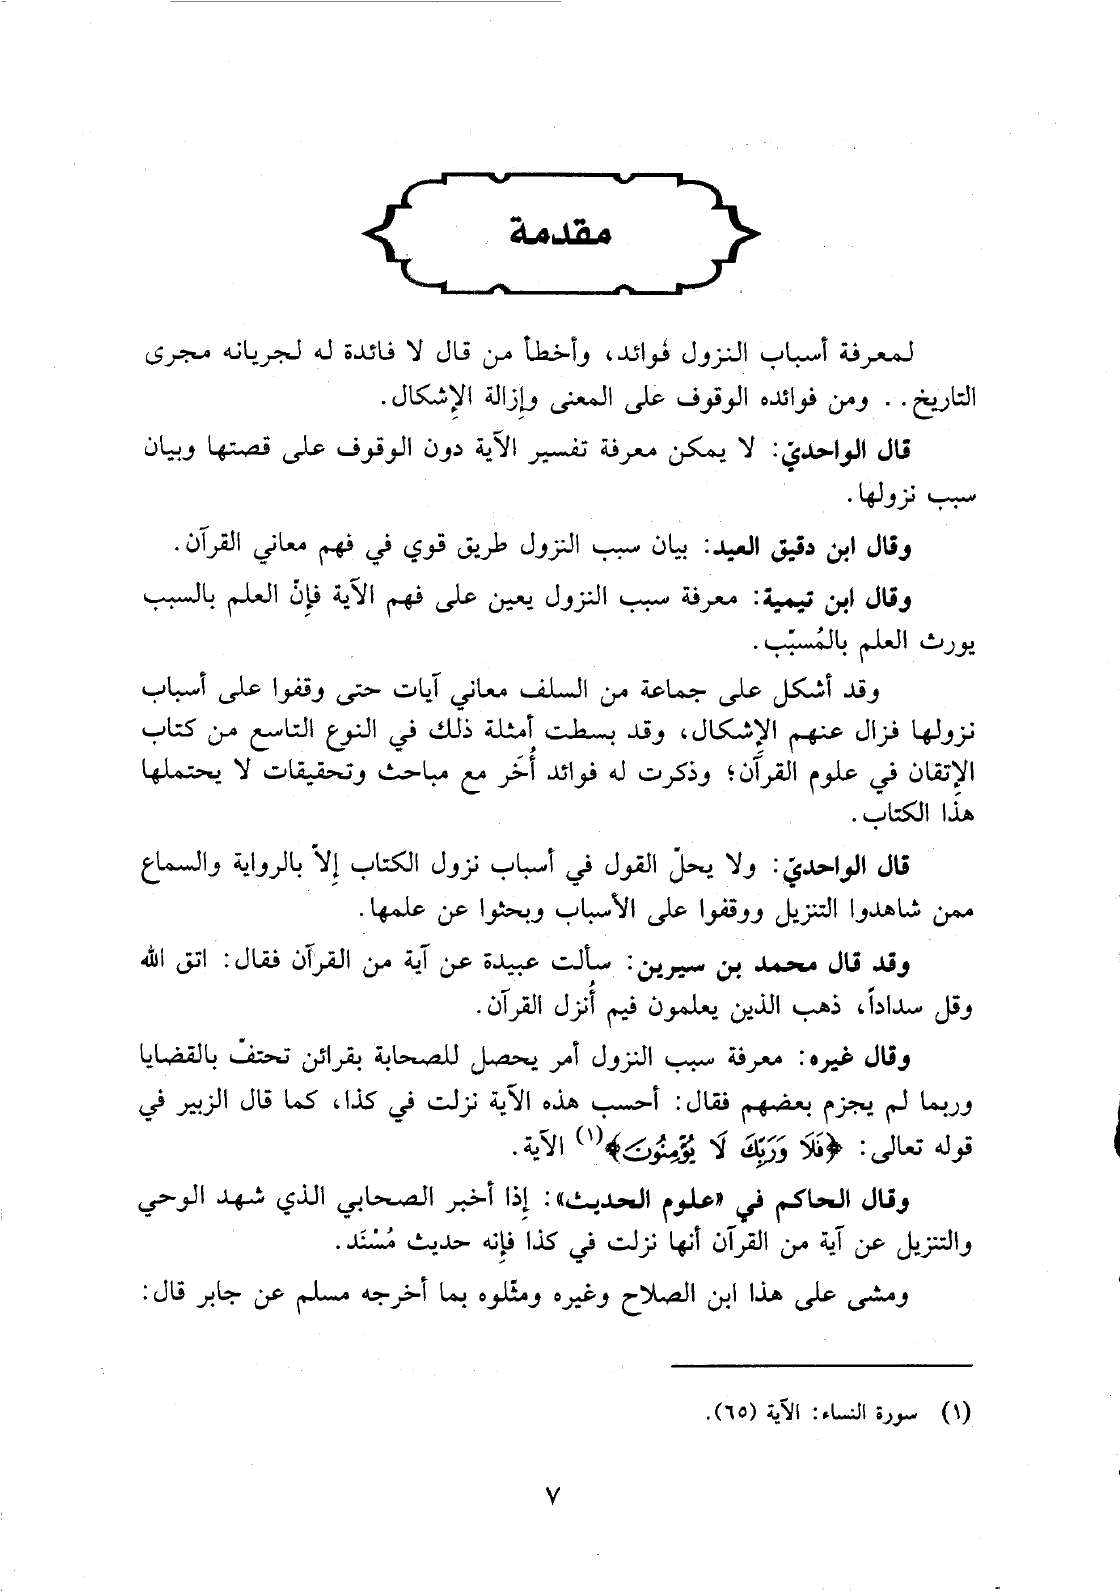 مقدمة
لمعرفة أسباب النزول فوائد، وأخطأ من قال لا فائدة له لجريانه مجرى
التاريخ.. ومن فوائده الوقوف على المعنى وإزالة الإشكال.
قال الواحديّ: لا يمكن معرفة تفسير الآية دون الوقوف على قصتها وبيان
سبب نزولها.
وقال ابن دقيق العيد: بيان سبب النزول طريق قوي في فهم معاني القرآن.
وقال ابن تيمية: معرفة سبب النزول يعين على فهم الآية فإنّ العلم بالسبب
يورث العلم بالمُسبّب.
وقد أشكل على جماعة من السلف معاني آيات حتى وقفوا على أسباب
نزولها فزال عنهم الإشكال، وقد بسطت أمثلة ذلك في النوع التاسع من كتاب
الإتقان في علوم القرآن؛ وذكرت له فوائد أُخَر مع مباحث وتحقيقات لا يحتملها
هذا الكتاب.
قال الواحديّ: ولا يحلّ القول في أسباب نزول الكتاب إلاّ بالرواية والسماع
ممن شاهدوا التنزيل ووقفوا على الأسباب وبحثوا عن علمها.
وقد قال محمد بن سيرين: سألت عبيدة عن آية من القرآن فقال: اتق الله
وقل سداداً، ذهب الذين يعلمون فيم أُنزل القرآن.
وقال غيره: معرفة سبب النزول أمر يحصل للصحابة بقرائن تحتفّ بالقضايا
وربما لم يجزم بعضهم فقال: أحسب هذه الآية نزلت في كذا، كما قال الزبير في
قوله تعالى: ﴿فَلَا وَرَبِّكَ لَا يُؤْمِنُونَ﴾(١) الآية.
وقال الحاكم في «علوم الحديث»: إذا أخبر الصحابي الذي شهد الوحي
والتنزيل عن آية من القرآن أنها نزلت في كذا فإنه حديث مُسْنَد.
ومشى على هذا ابن الصلاح وغيره ومثّلوه بما أخرجه مسلم عن جابر قال:
(١) سورة النساء: الآية (٦٥).
٧